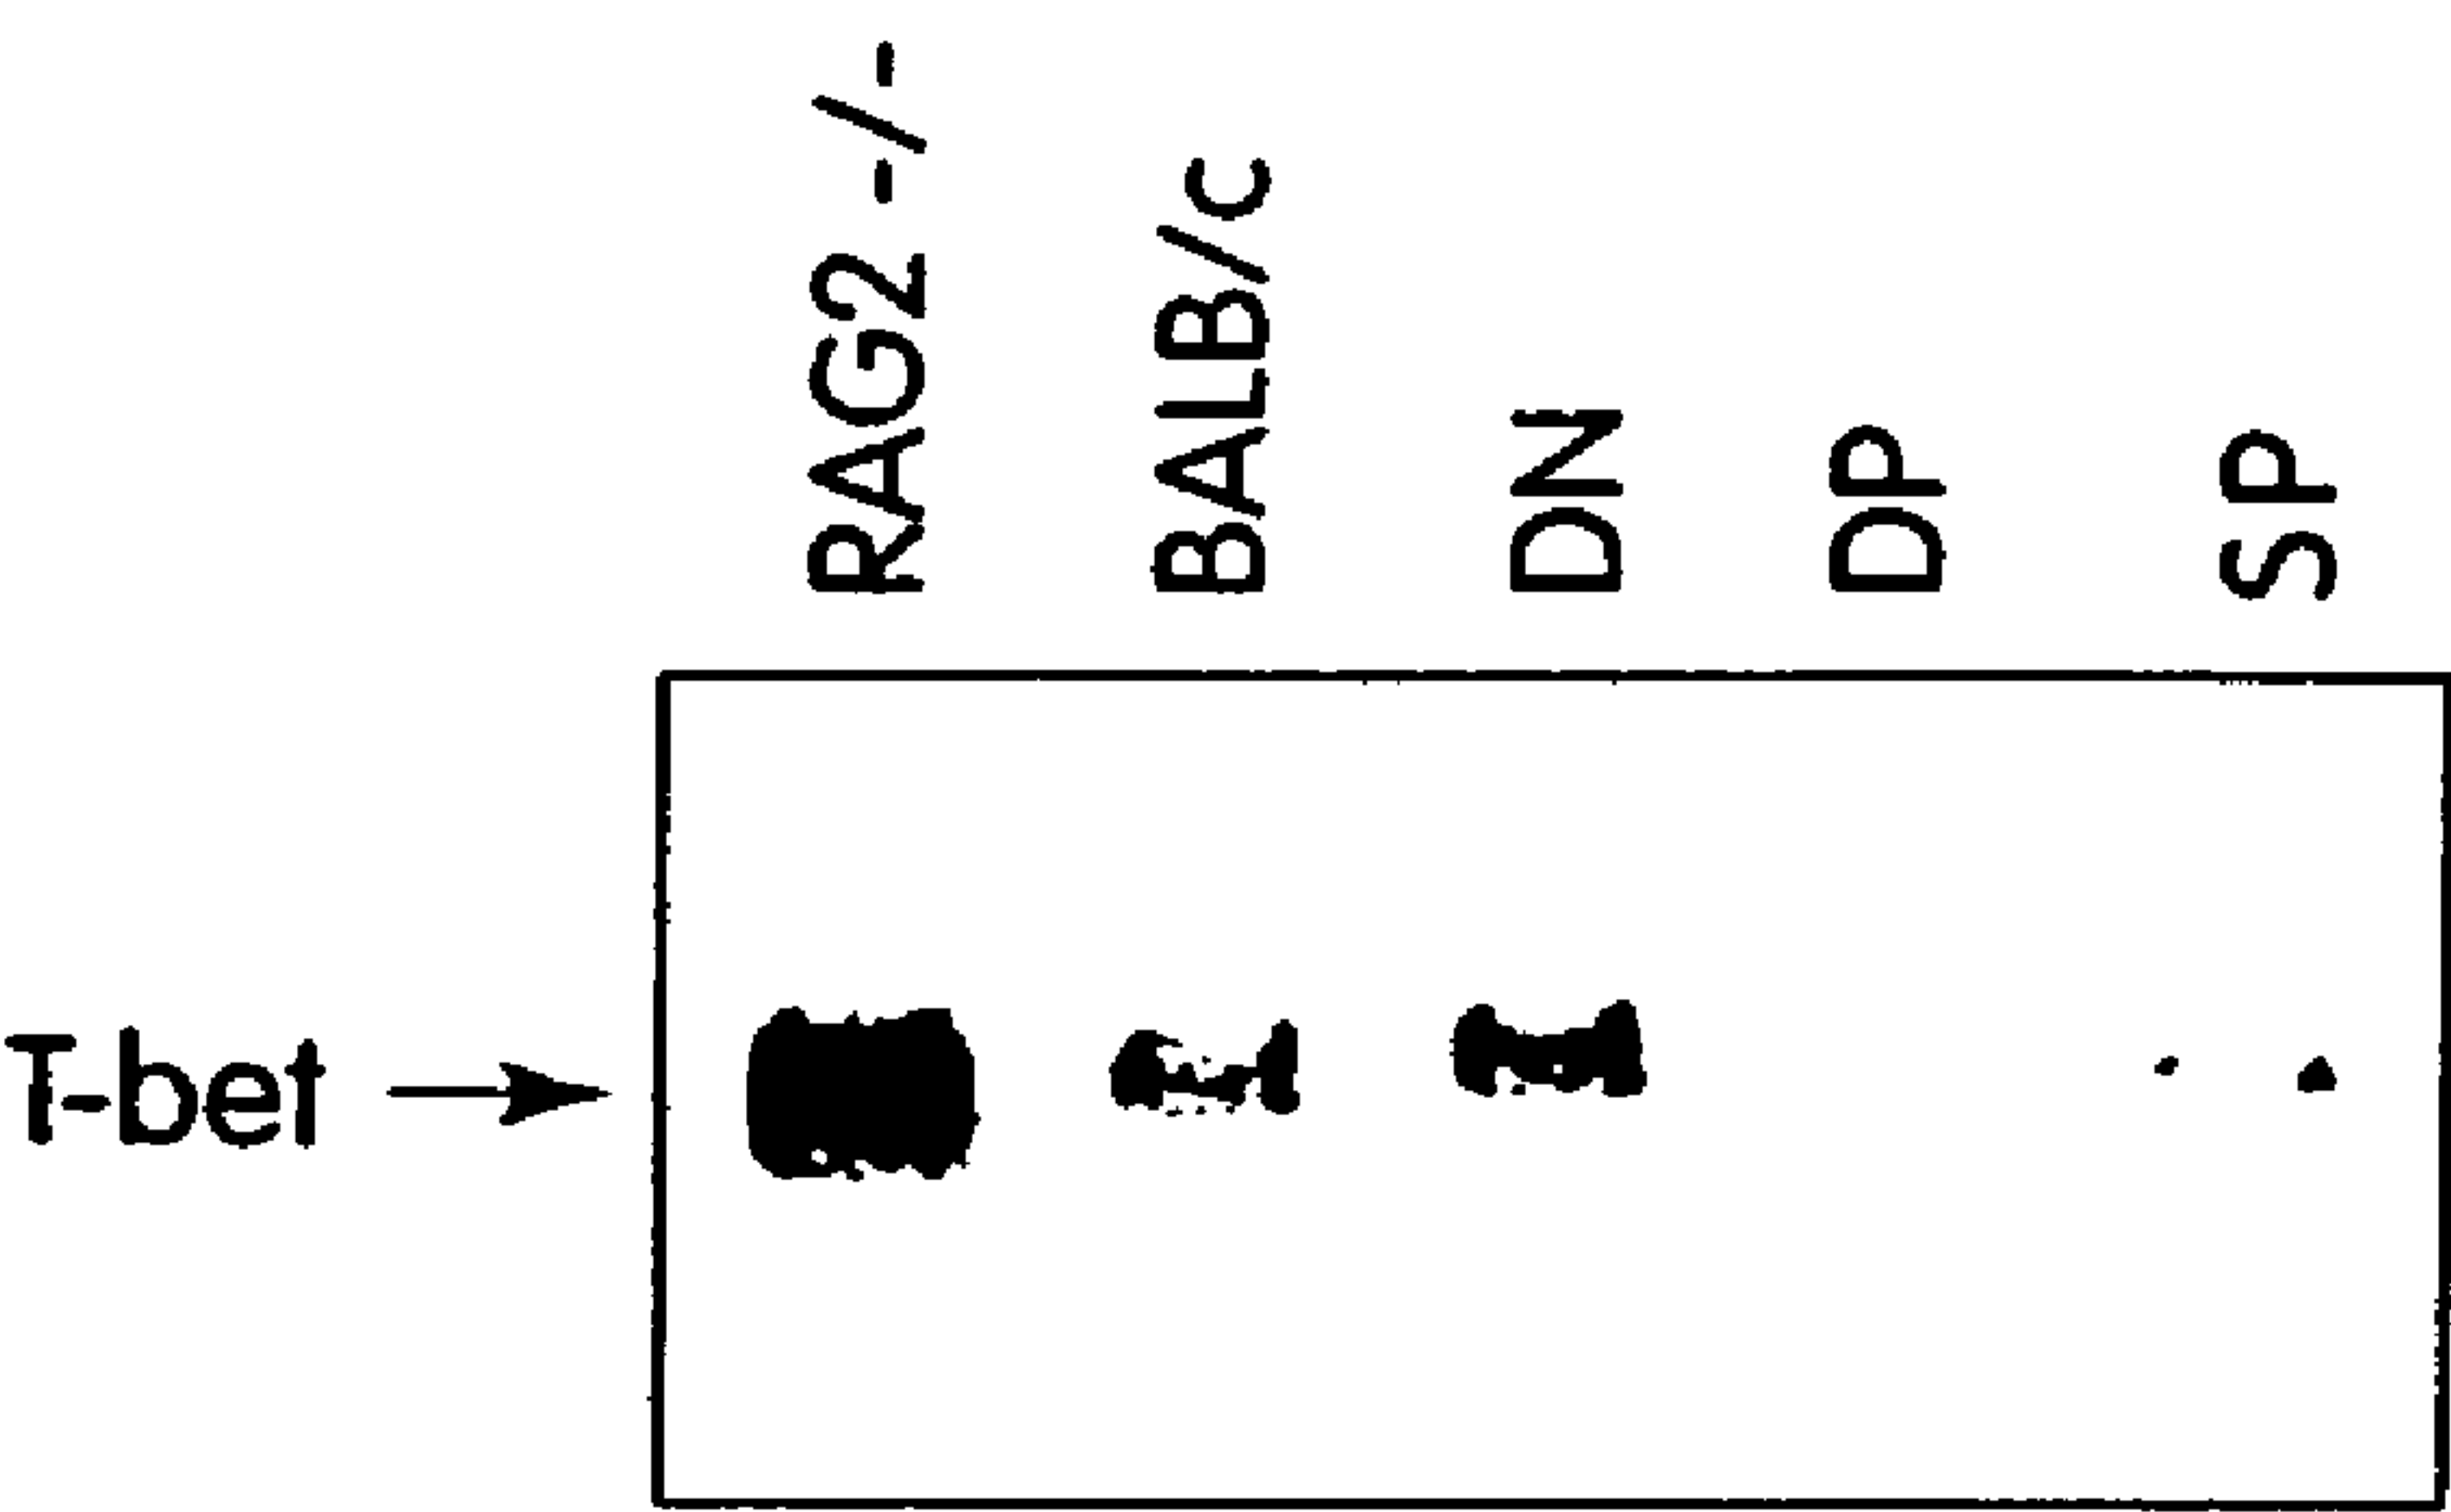 RAG2 -/-
BALB/c
DN
DP
SP
T-bet